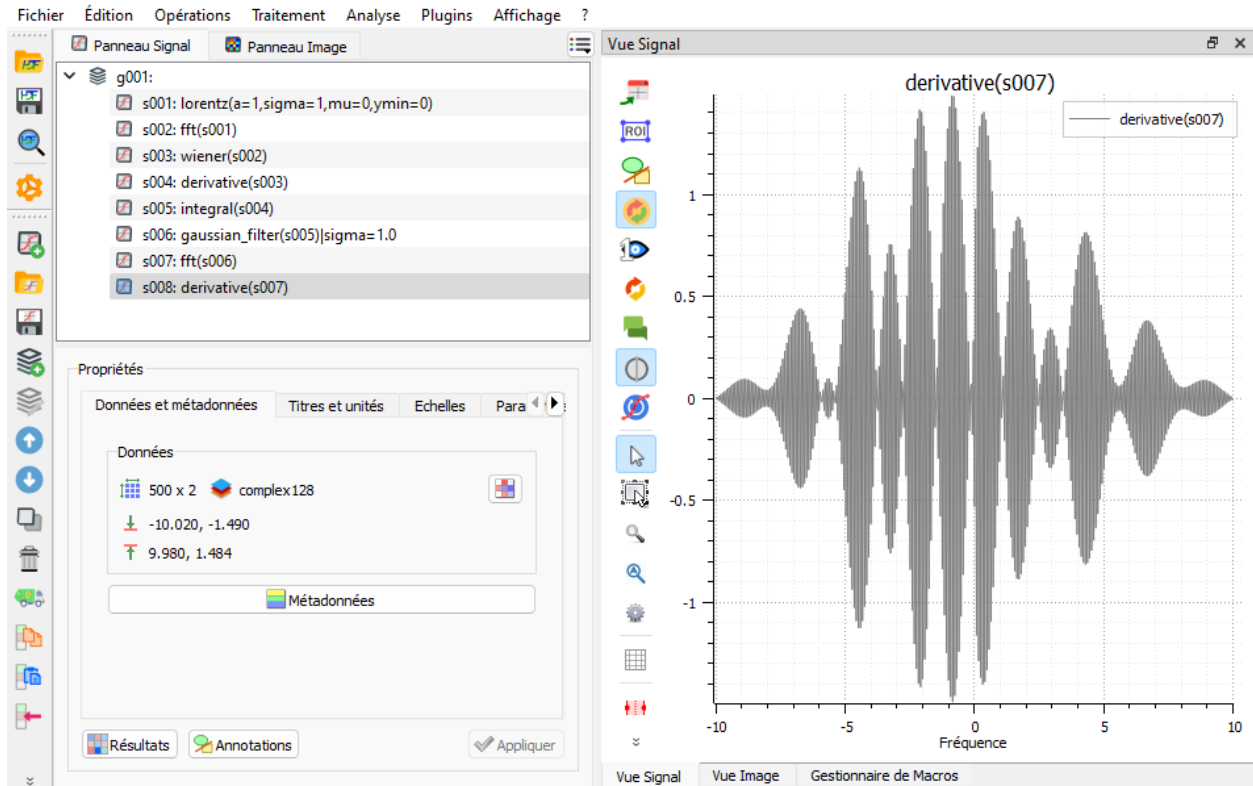 Fichier Édition Opérations Traitement Analyse Plugins Affichage ?
Panneau Signal Panneau Image
g001:
s001: lorentz(a=1,sigma=1,mu=0,ymin=0)
s002: fft(s001)
s003: wiener(s002)
s004: derivative(s003)
s005: integral(s004)
s006: gaussian_filter(s005)|sigma=1.0
s007: fft(s006)
s008: derivative(s007)
Propriétés
Données et métadonnées Titres et unités Echelles Para
Données
500 x 2 complex128
-10.020, -1.490
9.980, 1.484
Métadonnées
Résultats Annotations Appliquer
Vue Signal
HDF
HDF
ROI
1
derivative(s007)
derivative(s007)
1
0.5
0
-0.5
-1
-10 -5 0 5 10
Fréquence
Vue Signal Vue Image Gestionnaire de Macros